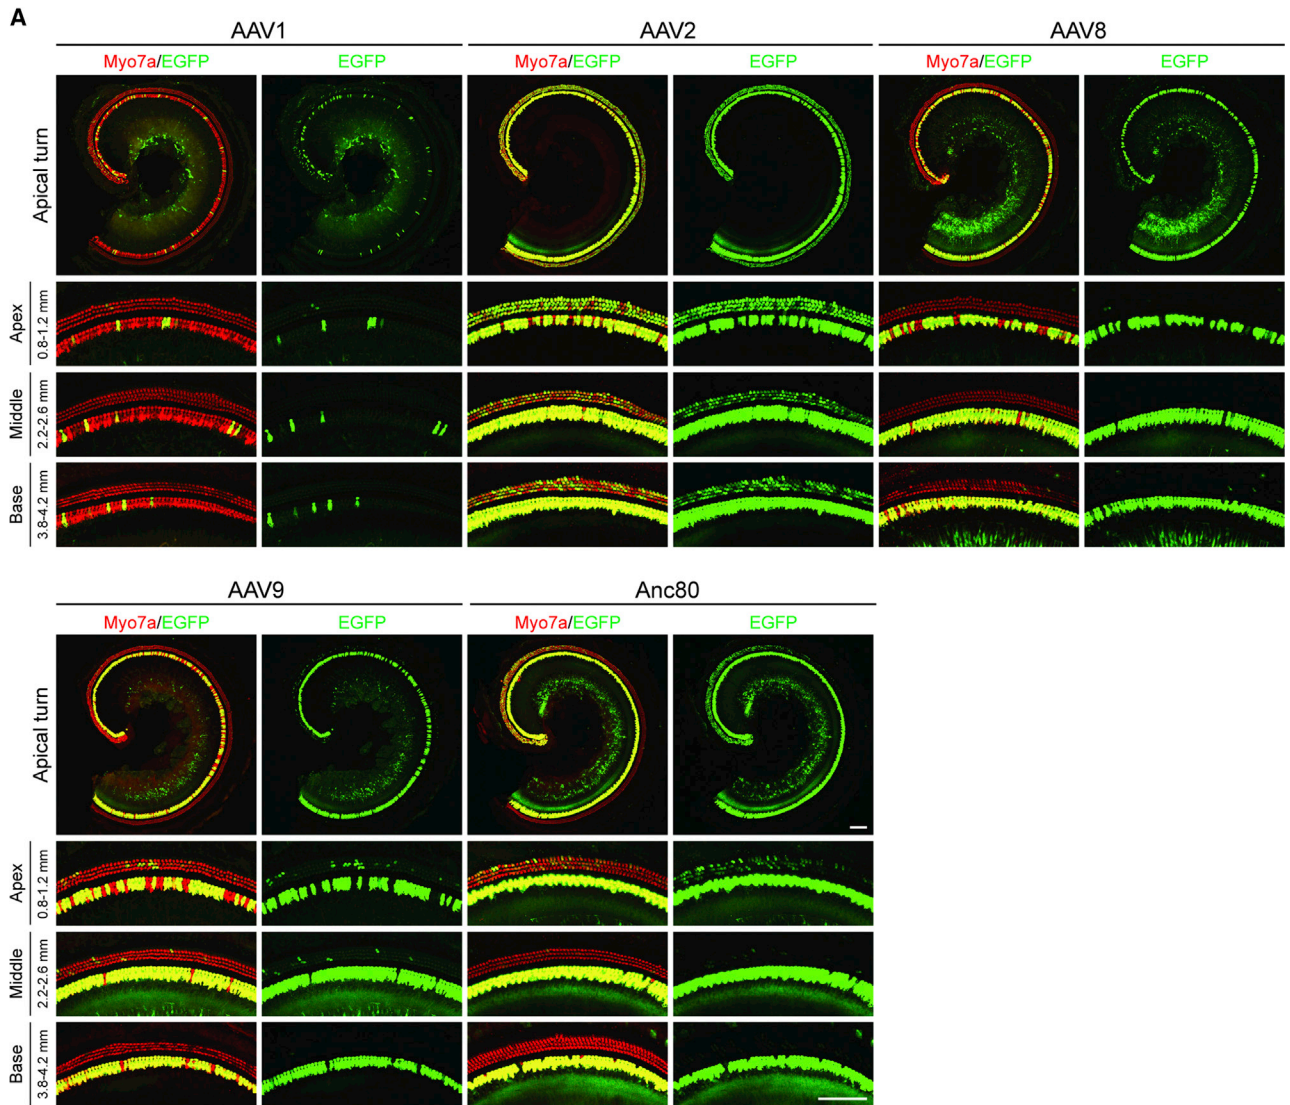 A
AAV1 AAV2 AAV8
Myo7a/EGFP EGFP Myo7a/EGFP EGFP Myo7a/EGFP EGFP
Apical turn
Apex
0.8-1.2 mm
Middle
2.2-2.6 mm
Base
3.8-4.2 mm
AAV9 Anc80
Myo7a/EGFP EGFP Myo7a/EGFP EGFP
Apical turn
Apex
0.8-1.2 mm
Middle
2.2-2.6 mm
Base
3.8-4.2 mm